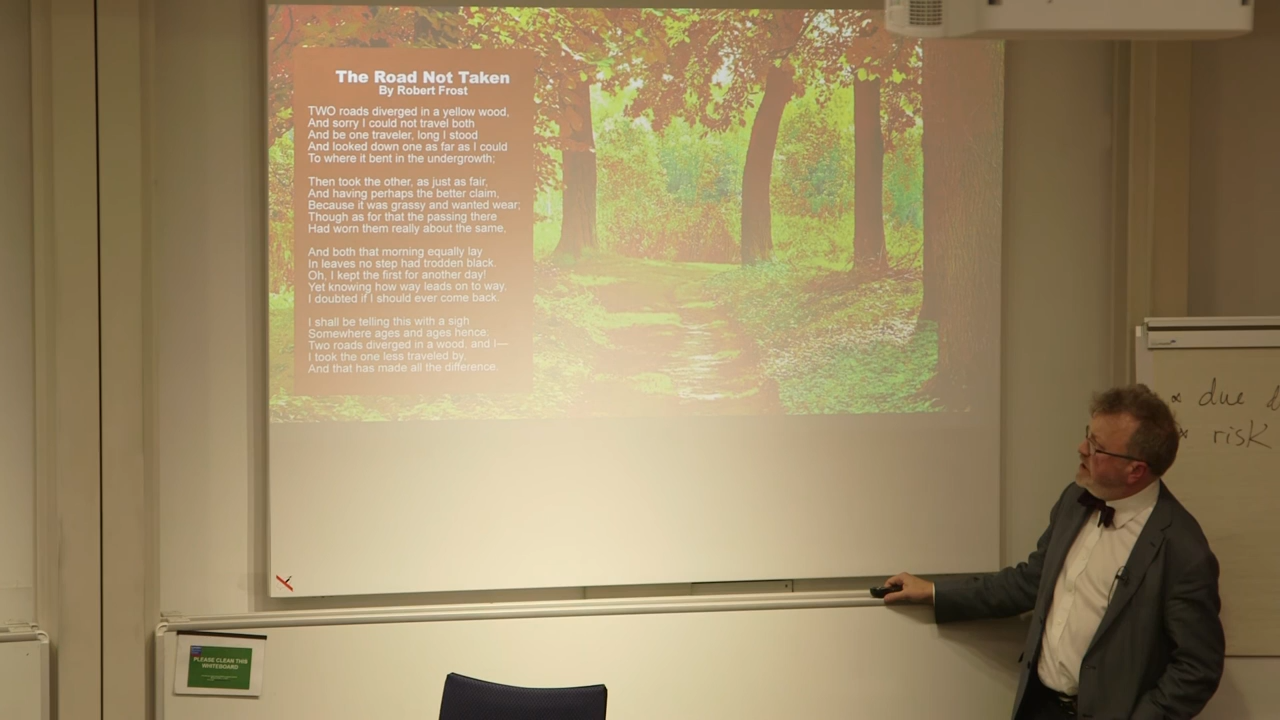 The Road Not Taken
By Robert Frost
TWO roads diverged in a yellow wood,
And sorry I could not travel both
And be one traveler, long I stood
And looked down one as far as I could
To where it bent in the undergrowth;
Then took the other, as just as fair,
And having perhaps the better claim,
Because it was grassy and wanted wear;
Though as for that the passing there
Had worn them really about the same,
And both that morning equally lay
In leaves no step had trodden black.
Oh, I kept the first for another day!
Yet knowing how way leads on to way,
I doubted if I should ever come back.
I shall be telling this with a sigh
Somewhere ages and ages hence:
Two roads diverged in a wood, and I—
I took the one less traveled by,
And that has made all the difference.
due
risk
PLEASE CLEAN THIS
WHITEBOARD